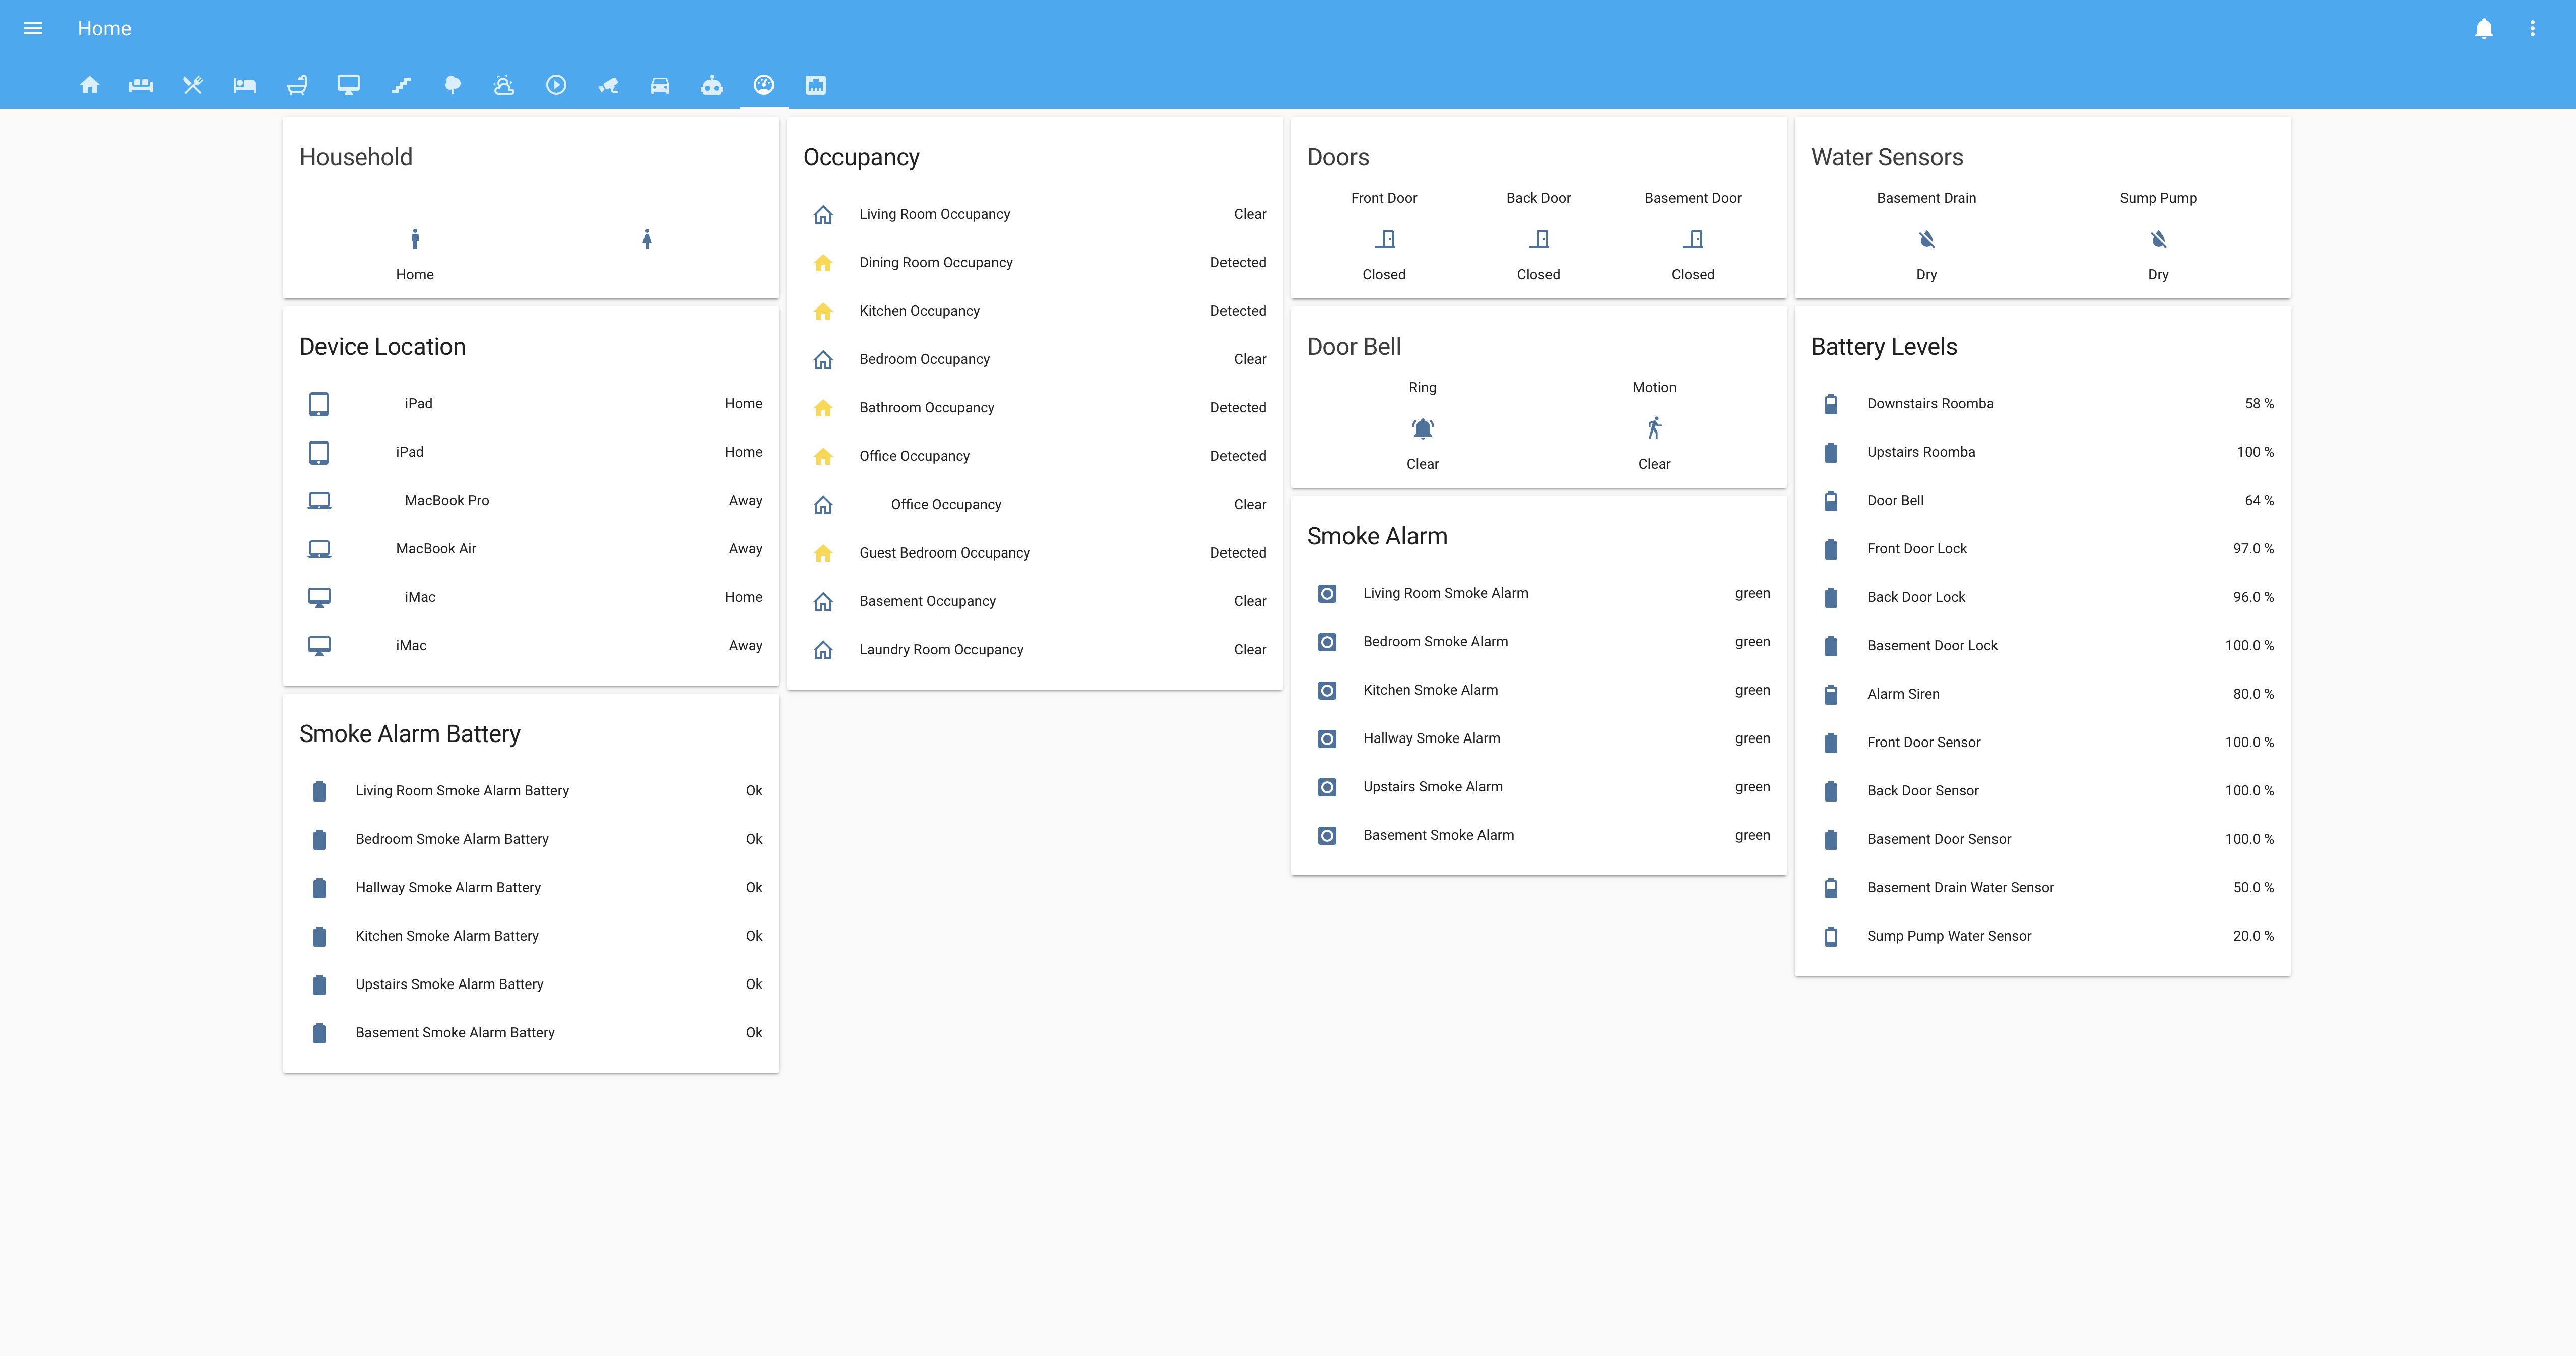 Home
Household
Home
Device Location
iPad Home
iPad Home
MacBook Pro Away
MacBook Air Away
iMac Home
iMac Away
Smoke Alarm Battery
Living Room Smoke Alarm Battery Ok
Bedroom Smoke Alarm Battery Ok
Hallway Smoke Alarm Battery Ok
Kitchen Smoke Alarm Battery Ok
Upstairs Smoke Alarm Battery Ok
Basement Smoke Alarm Battery Ok
Occupancy
Living Room Occupancy Clear
Dining Room Occupancy Detected
Kitchen Occupancy Detected
Bedroom Occupancy Clear
Bathroom Occupancy Detected
Office Occupancy Detected
Office Occupancy Clear
Guest Bedroom Occupancy Detected
Basement Occupancy Clear
Laundry Room Occupancy Clear
Doors
Front Door Back Door Basement Door
Closed Closed Closed
Door Bell
Ring Motion
Clear Clear
Smoke Alarm
Living Room Smoke Alarm green
Bedroom Smoke Alarm green
Kitchen Smoke Alarm green
Hallway Smoke Alarm green
Upstairs Smoke Alarm green
Basement Smoke Alarm green
Water Sensors
Basement Drain Sump Pump
Dry Dry
Battery Levels
Downstairs Roomba 58 %
Upstairs Roomba 100 %
Door Bell 64 %
Front Door Lock 97.0 %
Back Door Lock 96.0 %
Basement Door Lock 100.0 %
Alarm Siren 80.0 %
Front Door Sensor 100.0 %
Back Door Sensor 100.0 %
Basement Door Sensor 100.0 %
Basement Drain Water Sensor 50.0 %
Sump Pump Water Sensor 20.0 %